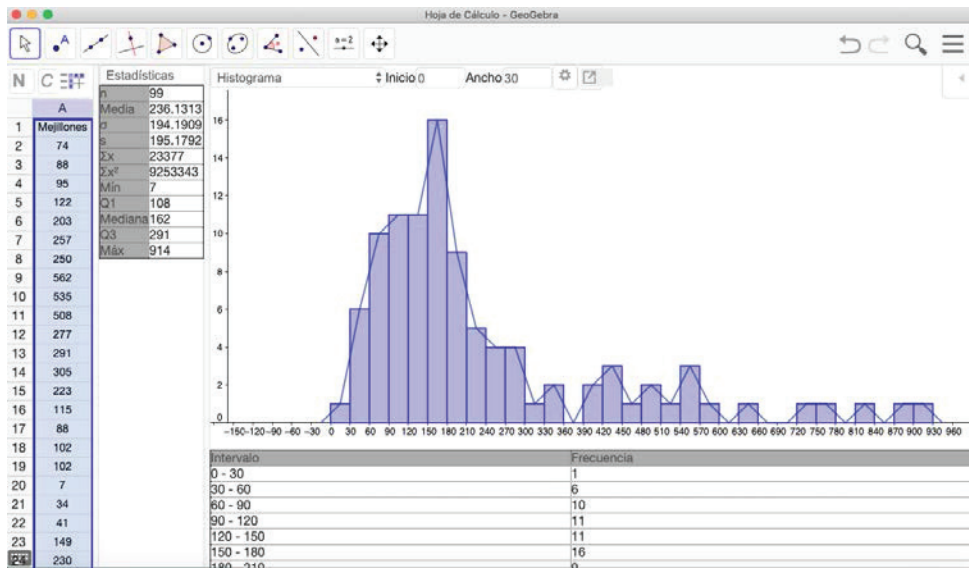 Hoja de Cálculo - GeoGebra
A
a=2
N C
A
1 Mejillones
2 74
3 88
4 95
5 122
6 203
7 257
8 250
9 562
10 535
11 508
12 277
13 291
14 305
15 223
16 115
17 88
18 102
19 102
20 7
21 34
22 41
23 149
24 230
Estadísticas
n 99
Media 236.1313
σ 194.1909
s 195.1792
Σx 23377
Σx² 9253343
Mín 7
Q1 108
Mediana 162
Q3 291
Máx 914
Histograma Inicio 0 Ancho 30
16
14
12
10
8
6
4
2
0
-150 -120 -90 -60 -30 0 30 60 90 120 150 180 210 240 270 300 330 360 390 420 450 480 510 540 570 600 630 660 690 720 750 780 810 840 870 900 930 960
Intervalo Frecuencia
0 - 30 1
30 - 60 6
60 - 90 10
90 - 120 11
120 - 150 11
150 - 180 16
180 - 210 9